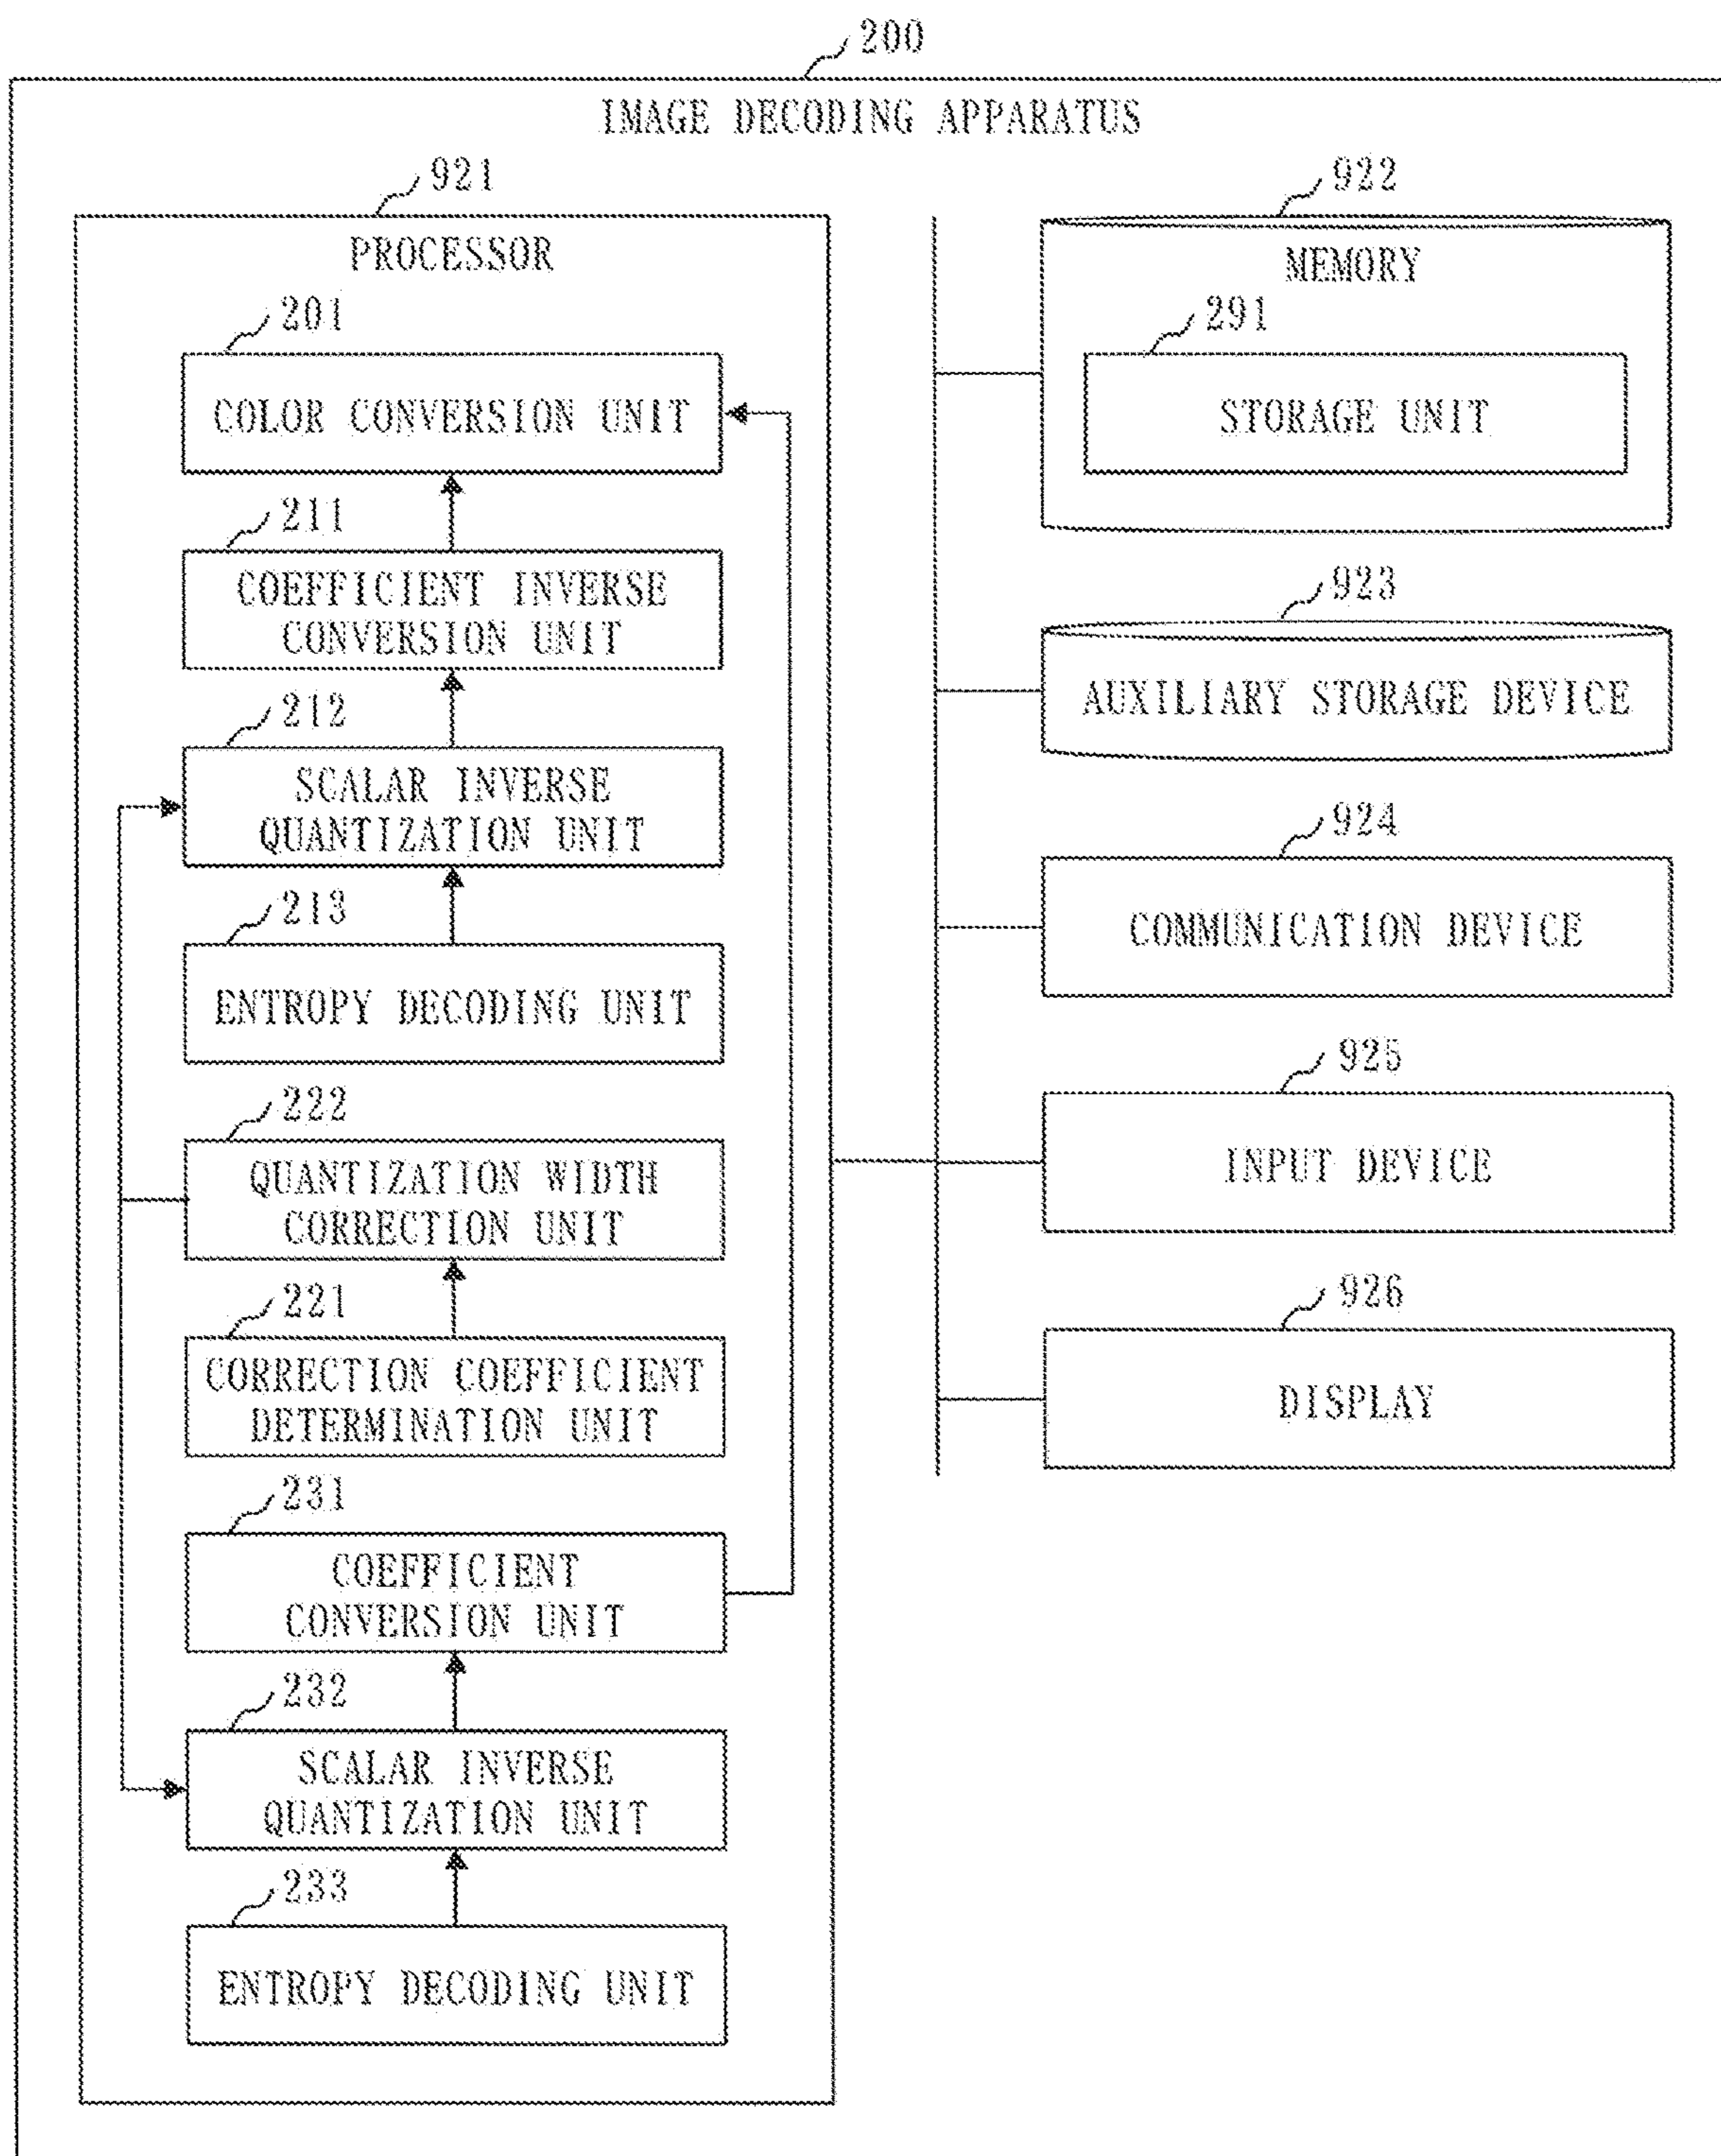 200
IMAGE DECODING APPARATUS
921
PROCESSOR
201
COLOR CONVERSION UNIT
211
COEFFICIENT INVERSE
CONVERSION UNIT
212
SCALAR INVERSE
QUANTIZATION UNIT
213
ENTROPY DECODING UNIT
222
QUANTIZATION WIDTH
CORRECTION UNIT
221
CORRECTION COEFFICIENT
DETERMINATION UNIT
231
COEFFICIENT
CONVERSION UNIT
232
SCALAR INVERSE
QUANTIZATION UNIT
233
ENTROPY DECODING UNIT
922
MEMORY
291
STORAGE UNIT
923
AUXILIARY STORAGE DEVICE
924
COMMUNICATION DEVICE
925
INPUT DEVICE
926
DISPLAY